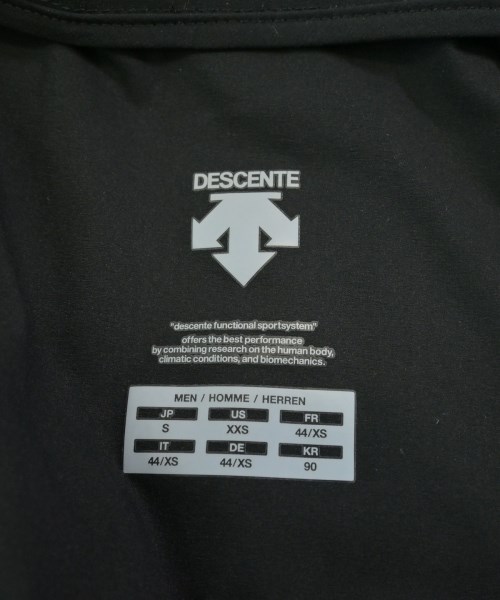 DESCENTE
"descente functional sportsystem"
offers the best performance
by combining research on the human body,
climatic conditions, and biomechanics.
MEN / HOMME / HERREN
JP US FR
S XXS 44/XS
IT DE KR
44/XS 44/XS 90